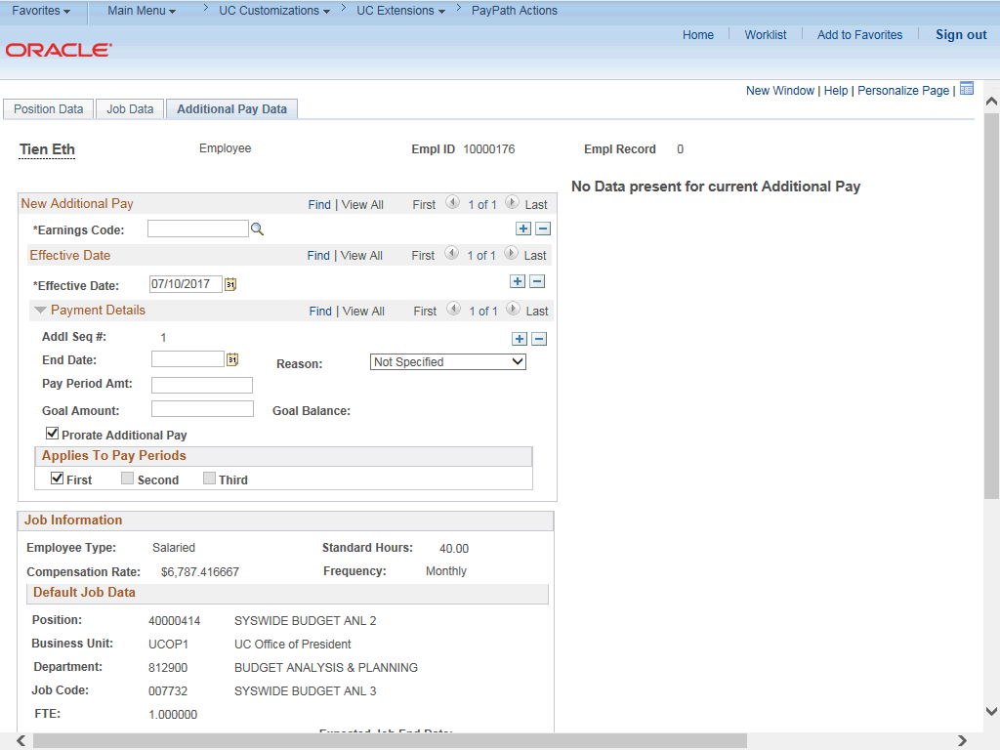 Favorites Main Menu > UC Customizations > UC Extensions > PayPath Actions
Home Worklist Add to Favorites Sign out
ORACLE
New Window | Help | Personalize Page |
Position Data Job Data Additional Pay Data
Tien Eth Employee Empl ID 10000176 Empl Record 0
No Data present for current Additional Pay
New Additional Pay Find | View All First 1 of 1 Last
*Earnings Code:
Effective Date Find | View All First 1 of 1 Last
*Effective Date: 07/10/2017 31
Payment Details Find | View All First 1 of 1 Last
Addl Seq #: 1
End Date: 31 Reason: Not Specified
Pay Period Amt:
Goal Amount: Goal Balance:
Prorate Additional Pay
Applies To Pay Periods
First Second Third
Job Information
Employee Type: Salaried Standard Hours: 40.00
Compensation Rate: $6,787.416667 Frequency: Monthly
Default Job Data
Position: 40000414 SYSWIDE BUDGET ANL 2
Business Unit: UCOP1 UC Office of President
Department: 812900 BUDGET ANALYSIS & PLANNING
Job Code: 007732 SYSWIDE BUDGET ANL 3
FTE: 1.000000
Expected Job End Date: